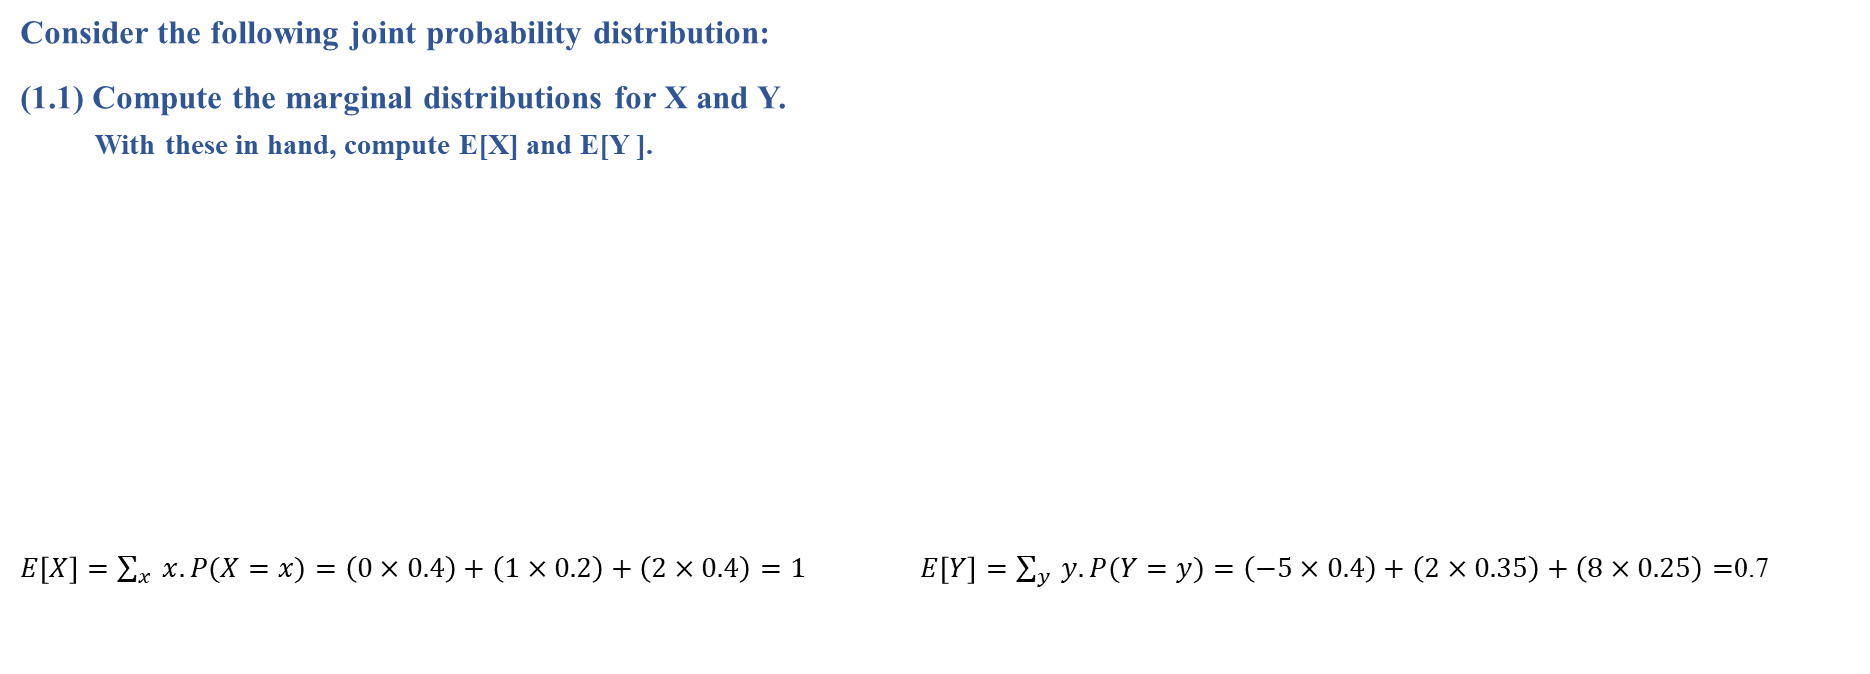 Consider the following joint probability distribution:
(1.1) Compute the marginal distributions for X and Y.
With these in hand, compute E[X] and E[Y ].
E[X] = ∑ₓ x. P(X = x) = (0 × 0.4) + (1 × 0.2) + (2 × 0.4) = 1
E[Y] = ∑y y. P(Y = y) = (−5 × 0.4) + (2 × 0.35) + (8 × 0.25) =0.7